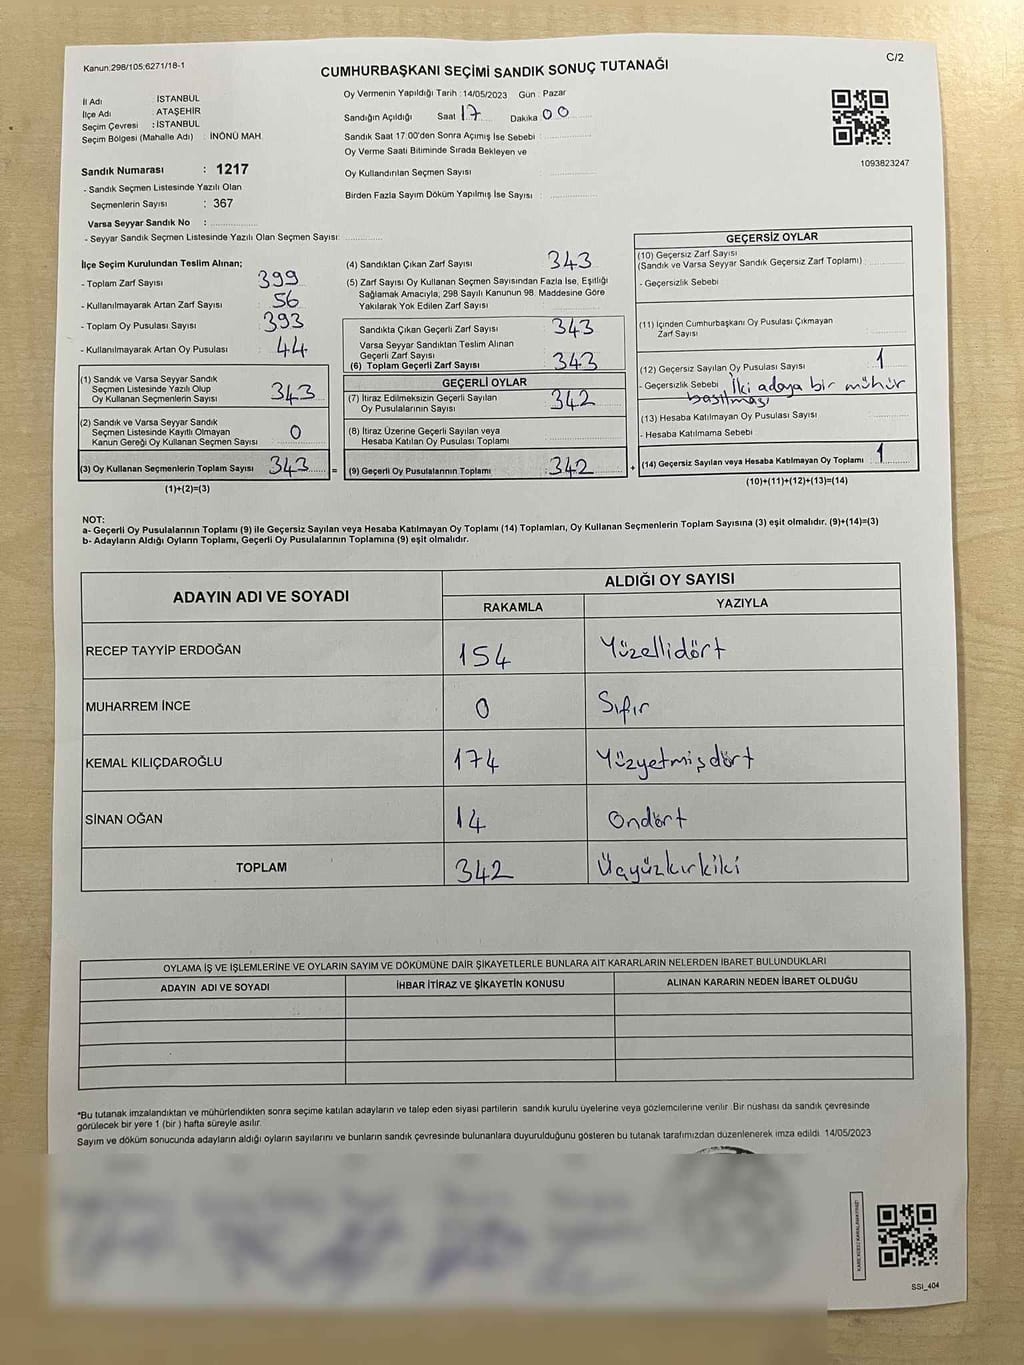 Kanun:298/105;6271/18-1
C/2
CUMHURBAŞKANI SEÇİMİ SANDIK SONUÇ TUTANAĞI
İl Adı : İSTANBUL
İlçe Adı : ATAŞEHİR
Seçim Çevresi : İSTANBUL
Seçim Bölgesi (Mahalle Adı) : İNÖNÜ MAH.
Sandık Numarası : 1217
- Sandık Seçmen Listesinde Yazılı Olan
Seçmenlerin Sayısı : 367
Varsa Seyyar Sandık No :
- Seyyar Sandık Seçmen Listesinde Yazılı Olan Seçmen Sayısı:
Oy Vermenin Yapıldığı Tarih : 14/05/2023 Gün : Pazar
Sandığın Açıldığı Saat 17 Dakika 00
Sandık Saat 17:00'den Sonra Açımış İse Sebebi :
Oy Verme Saati Bitiminde Sırada Bekleyen ve
Oy Kullandırılan Seçmen Sayısı :
Birden Fazla Sayım Döküm Yapılmış İse Sayısı :
1093823247
İlçe Seçim Kurulundan Teslim Alınan;
- Toplam Zarf Sayısı : 399
- Kullanılmayarak Artan Zarf Sayısı : 56
- Toplam Oy Pusulası Sayısı : 393
- Kullanılmayarak Artan Oy Pusulası : 44
(1) Sandık ve Varsa Seyyar Sandık
Seçmen Listesinde Yazılı Olup
Oy Kullanan Seçmenlerin Sayısı : 343
(2) Sandık ve Varsa Seyyar Sandık
Seçmen Listesinde Kayıtlı Olmayan
Kanun Gereği Oy Kullanan Seçmen Sayısı : 0
(3) Oy Kullanan Seçmenlerin Toplam Sayısı : 343
(1)+(2)=(3)
=
(4) Sandıktan Çıkan Zarf Sayısı : 343
(5) Zarf Sayısı Oy Kullanan Seçmen Sayısından Fazla İse, Eşitliği
Sağlamak Amacıyla, 298 Sayılı Kanunun 98. Maddesine Göre
Yakılarak Yok Edilen Zarf Sayısı :
Sandıkta Çıkan Geçerli Zarf Sayısı : 343
Varsa Seyyar Sandıktan Teslim Alınan
Geçerli Zarf Sayısı :
(6) Toplam Geçerli Zarf Sayısı : 343
GEÇERLİ OYLAR
(7) İtiraz Edilmeksizin Geçerli Sayılan
Oy Pusulalarının Sayısı : 342
(8) İtiraz Üzerine Geçerli Sayılan veya
Hesaba Katılan Oy Pusulası Toplamı :
(9) Geçerli Oy Pusulalarının Toplamı : 342
+
GEÇERSİZ OYLAR
(10) Geçersiz Zarf Sayısı
(Sandık ve Varsa Seyyar Sandık Geçersiz Zarf Toplamı) :
- Geçersizlik Sebebi
(11) İçinden Cumhurbaşkanı Oy Pusulası Çıkmayan
Zarf Sayısı :
(12) Geçersiz Sayılan Oy Pusulası Sayısı : 1
- Geçersizlik Sebebi İki adaya bir mühür
basılması
(13) Hesaba Katılmayan Oy Pusulası Sayısı :
- Hesaba Katılmama Sebebi
(14) Geçersiz Sayılan veya Hesaba Katılmayan Oy Toplamı : 1
(10)+(11)+(12)+(13)=(14)
NOT:
a- Geçerli Oy Pusulalarının Toplamı (9) ile Geçersiz Sayılan veya Hesaba Katılmayan Oy Toplamı (14) Toplamları, Oy Kullanan Seçmenlerin Toplam Sayısına (3) eşit olmalıdır. (9)+(14)=(3)
b- Adayların Aldığı Oyların Toplamı, Geçerli Oy Pusulalarının Toplamına (9) eşit olmalıdır.
ADAYIN ADI VE SOYADI
ALDIĞI OY SAYISI
RAKAMLA YAZIYLA
RECEP TAYYİP ERDOĞAN 154 Yüzellidört
MUHARREM İNCE 0 Sıfır
KEMAL KILIÇDAROĞLU 174 Yüzyetmişdört
SİNAN OĞAN 14 Ondört
TOPLAM 342 Üçyüzkırkiki
OYLAMA İŞ VE İŞLEMLERİNE VE OYLARIN SAYIM VE DÖKÜMÜNE DAİR ŞİKAYETLERLE BUNLARA AİT KARARLARIN NELERDEN İBARET BULUNDUKLARI
ADAYIN ADI VE SOYADI İHBAR İTİRAZ VE ŞİKAYETİN KONUSU ALINAN KARARIN NEDEN İBARET OLDUĞU
*Bu tutanak imzalandıktan ve mühürlendikten sonra seçime katılan adayların ve talep eden siyasi partilerin sandık kurulu üyelerine veya gözlemcilerine verilir. Bir nüshası da sandık çevresinde
görülecek bir yere 1 (bir ) hafta süreyle asılır.
Sayım ve döküm sonucunda adayların aldığı oyların sayılarını ve bunların sandık çevresinde bulunanlara duyurulduğunu gösteren bu tutanak tarafımızdan düzenlenerek imza edildi. 14/05/2023
SSI_404